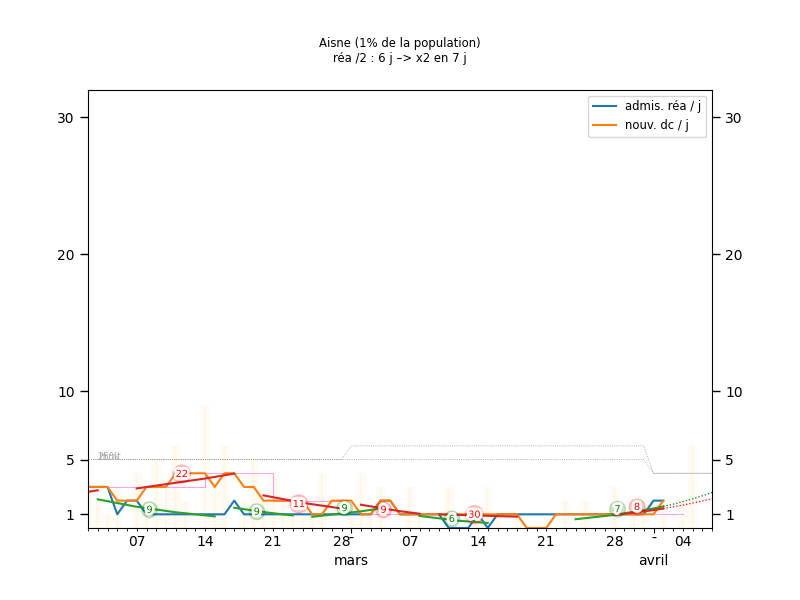 Aisne (1% de la population)
réa /2 : 6 j –> x2 en 7 j
admis. réa / j
nouv. dc / j
30 30
20 20
10 10
5 5
1 1
22
9
9
11
9
9
6
30
7
8
07 14 21 28 07 14 21 28 - 04
mars avril